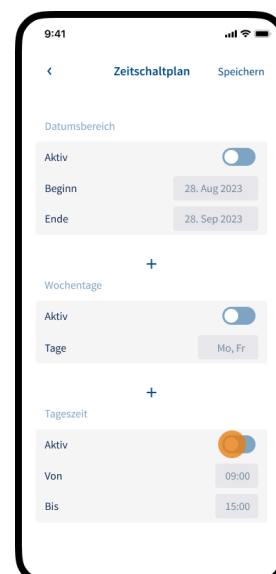 9:41
Zeitschaltplan Speichern
Datumsbereich
Aktiv
Beginn 28. Aug 2023
Ende 28. Sep 2023
+
Wochentage
Aktiv
Tage Mo, Fr
+
Tageszeit
Aktiv
Von 09:00
Bis 15:00